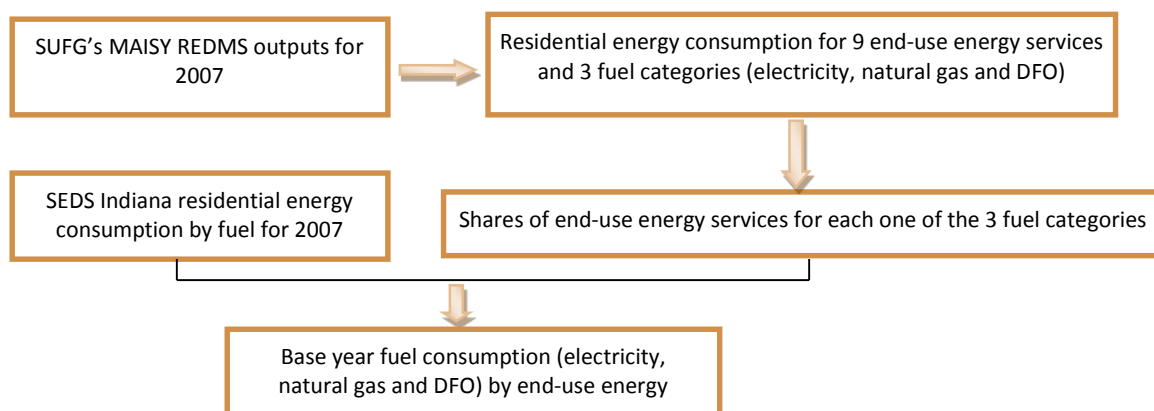 SUFG's MAISY REDMS outputs for
2007
Residential energy consumption for 9 end-use energy services
and 3 fuel categories (electricity, natural gas and DFO)
SEDS Indiana residential energy
consumption by fuel for 2007
Shares of end-use energy services for each one of the 3 fuel categories
Base year fuel consumption (electricity,
natural gas and DFO) by end-use energy